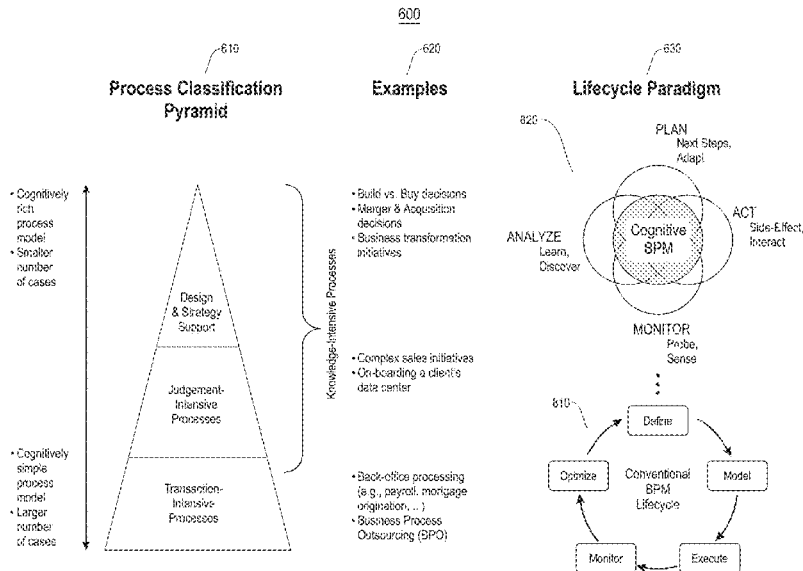 600
610
Process Classification
Pyramid
• Cognitively
rich
process
model
• Smaller
number
of cases
• Cognitively
simple
process
model
• Larger
number
of cases
Design
& Strategy
Support
Judgement-
Intensive
Processes
Transaction-
Intensive
Processes
Knowledge-Intensive Processes
620
Examples
• Build vs. Buy decisions
• Merger & Acquisition
decisions
• Business transformation
initiatives
• Complex sales initiatives
• On-boarding a client's
data center
• Back-office processing
(e.g., payroll, mortgage
origination, ...)
• Business Process
Outsourcing (BPO)
630
Lifecycle Paradigm
820
PLAN
Next Steps,
Adapt
ACT
Side-Effect,
Interact
ANALYZE
Learn,
Discover
Cognitive
BPM
MONITOR
Probe,
Sense
810
Define
Model
Execute
Monitor
Optimize
Conventional
BPM
Lifecycle